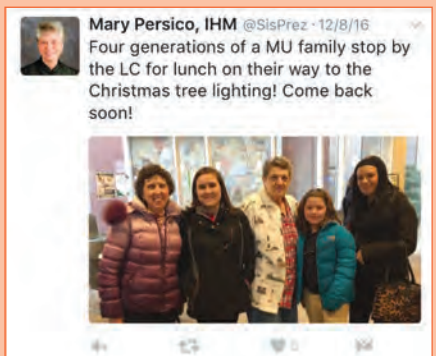 Mary Persico, IHM @SisPrez · 12/8/16
Four generations of a MU family stop by
the LC for lunch on their way to the
Christmas tree lighting! Come back
soon!